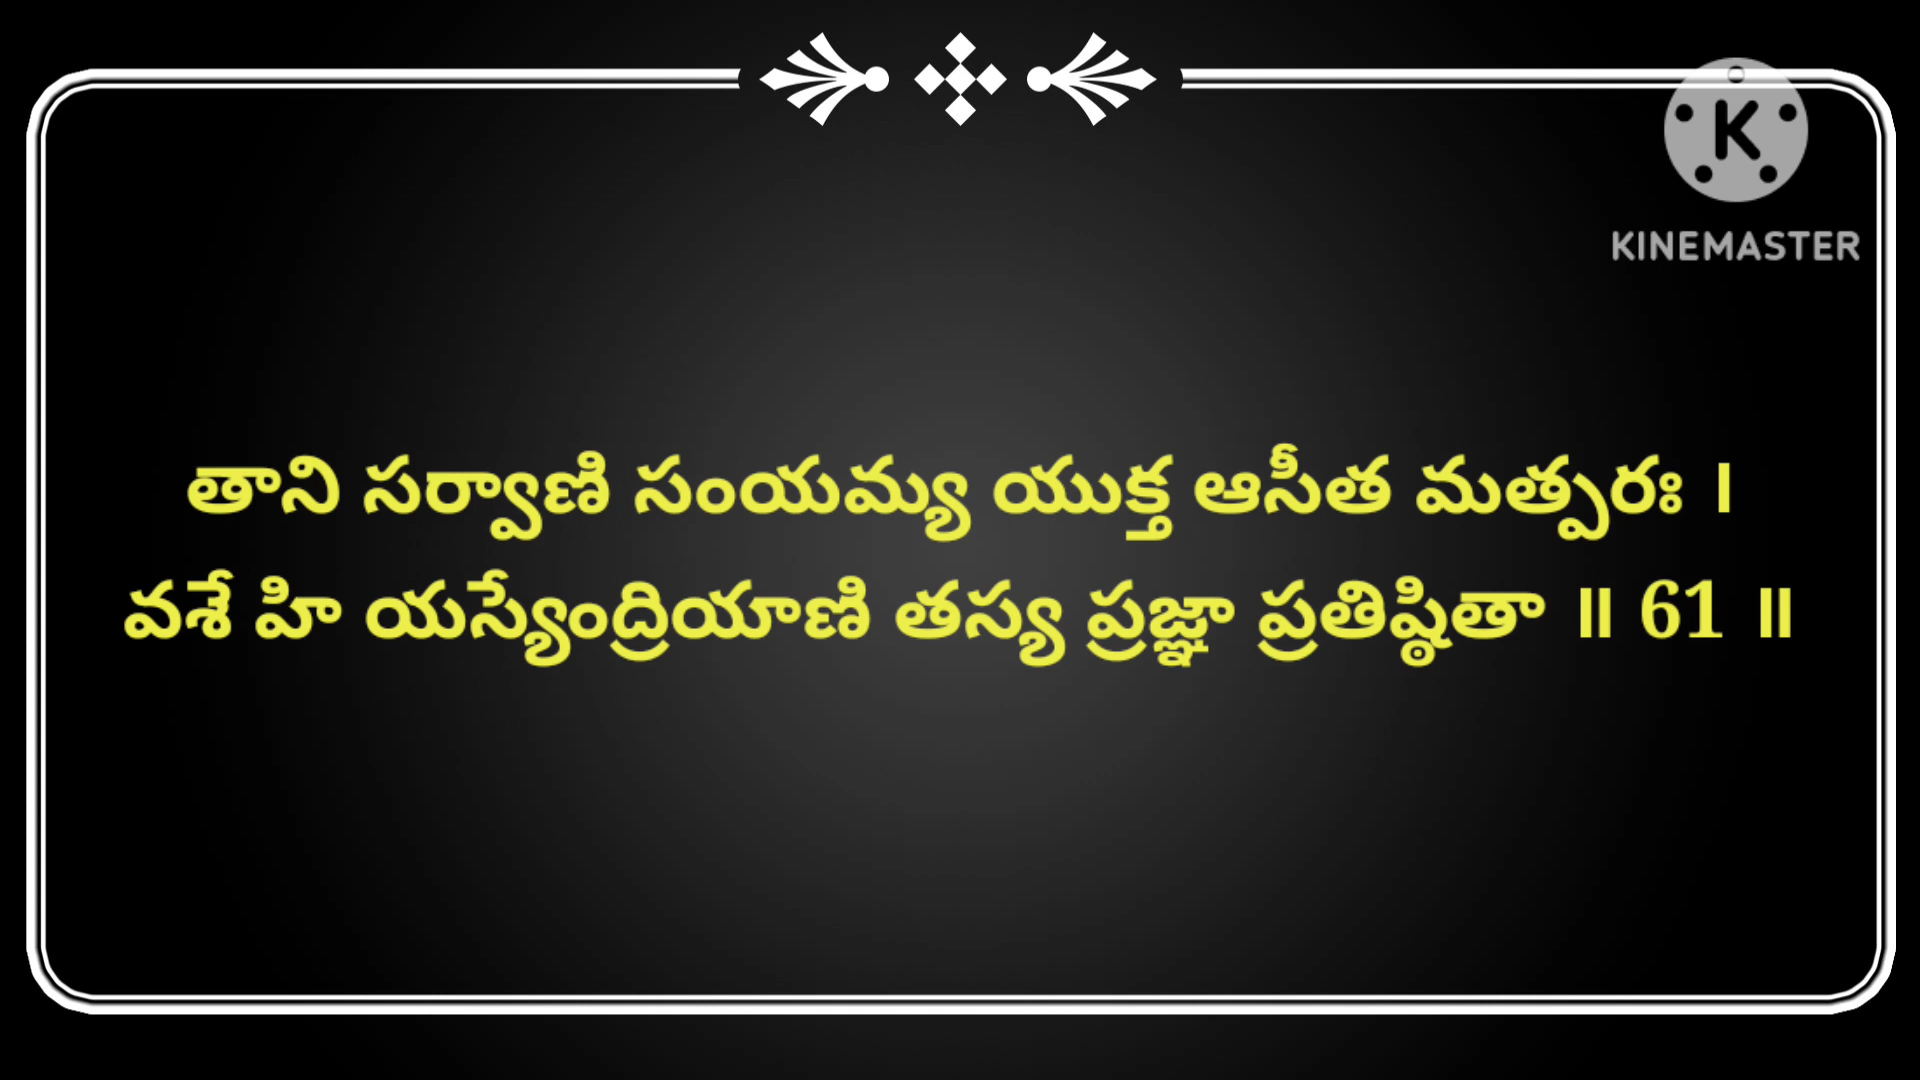 KINEMASTER
తాని సర్వాణి సంయమ్య యుక్త ఆసీత మత్పరః ।
వశే హి యస్యేంద్రియాణి తస్య ప్రజ్ఞా ప్రతిష్ఠితా ॥ 61 ॥